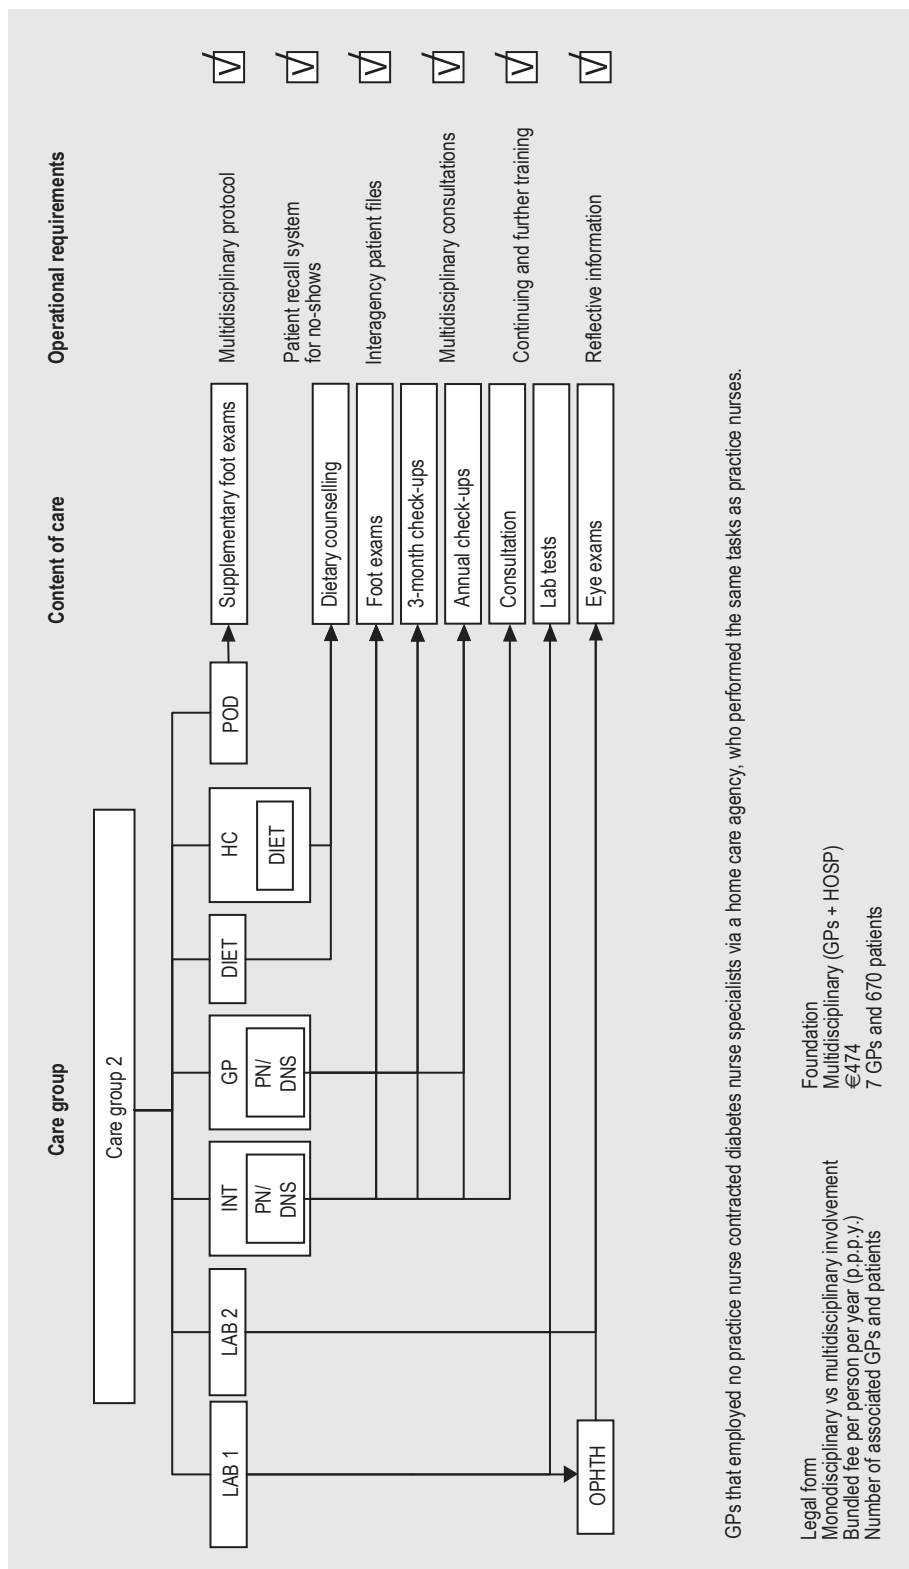 Care group
Content of care
Operational requirements
Care group 2
LAB 1
LAB 2
INT
PN/
DNS
GP
PN/
DNS
DIET
HC
DIET
POD
OPHTH
Supplementary foot exams
Dietary counselling
Foot exams
3-month check-ups
Annual check-ups
Consultation
Lab tests
Eye exams
Multidisciplinary protocol
V
Patient recall system
for no-shows
V
Interagency patient files
V
Multidisciplinary consultations
V
Continuing and further training
V
Reflective information
V
GPs that employed no practice nurse contracted diabetes nurse specialists via a home care agency, who performed the same tasks as practice nurses.
Legal form Foundation
Monodisciplinary vs multidisciplinary involvement Multidisciplinary (GPs + HOSP)
Bundled fee per person per year (p.p.p.y.) €474
Number of associated GPs and patients 7 GPs and 670 patients